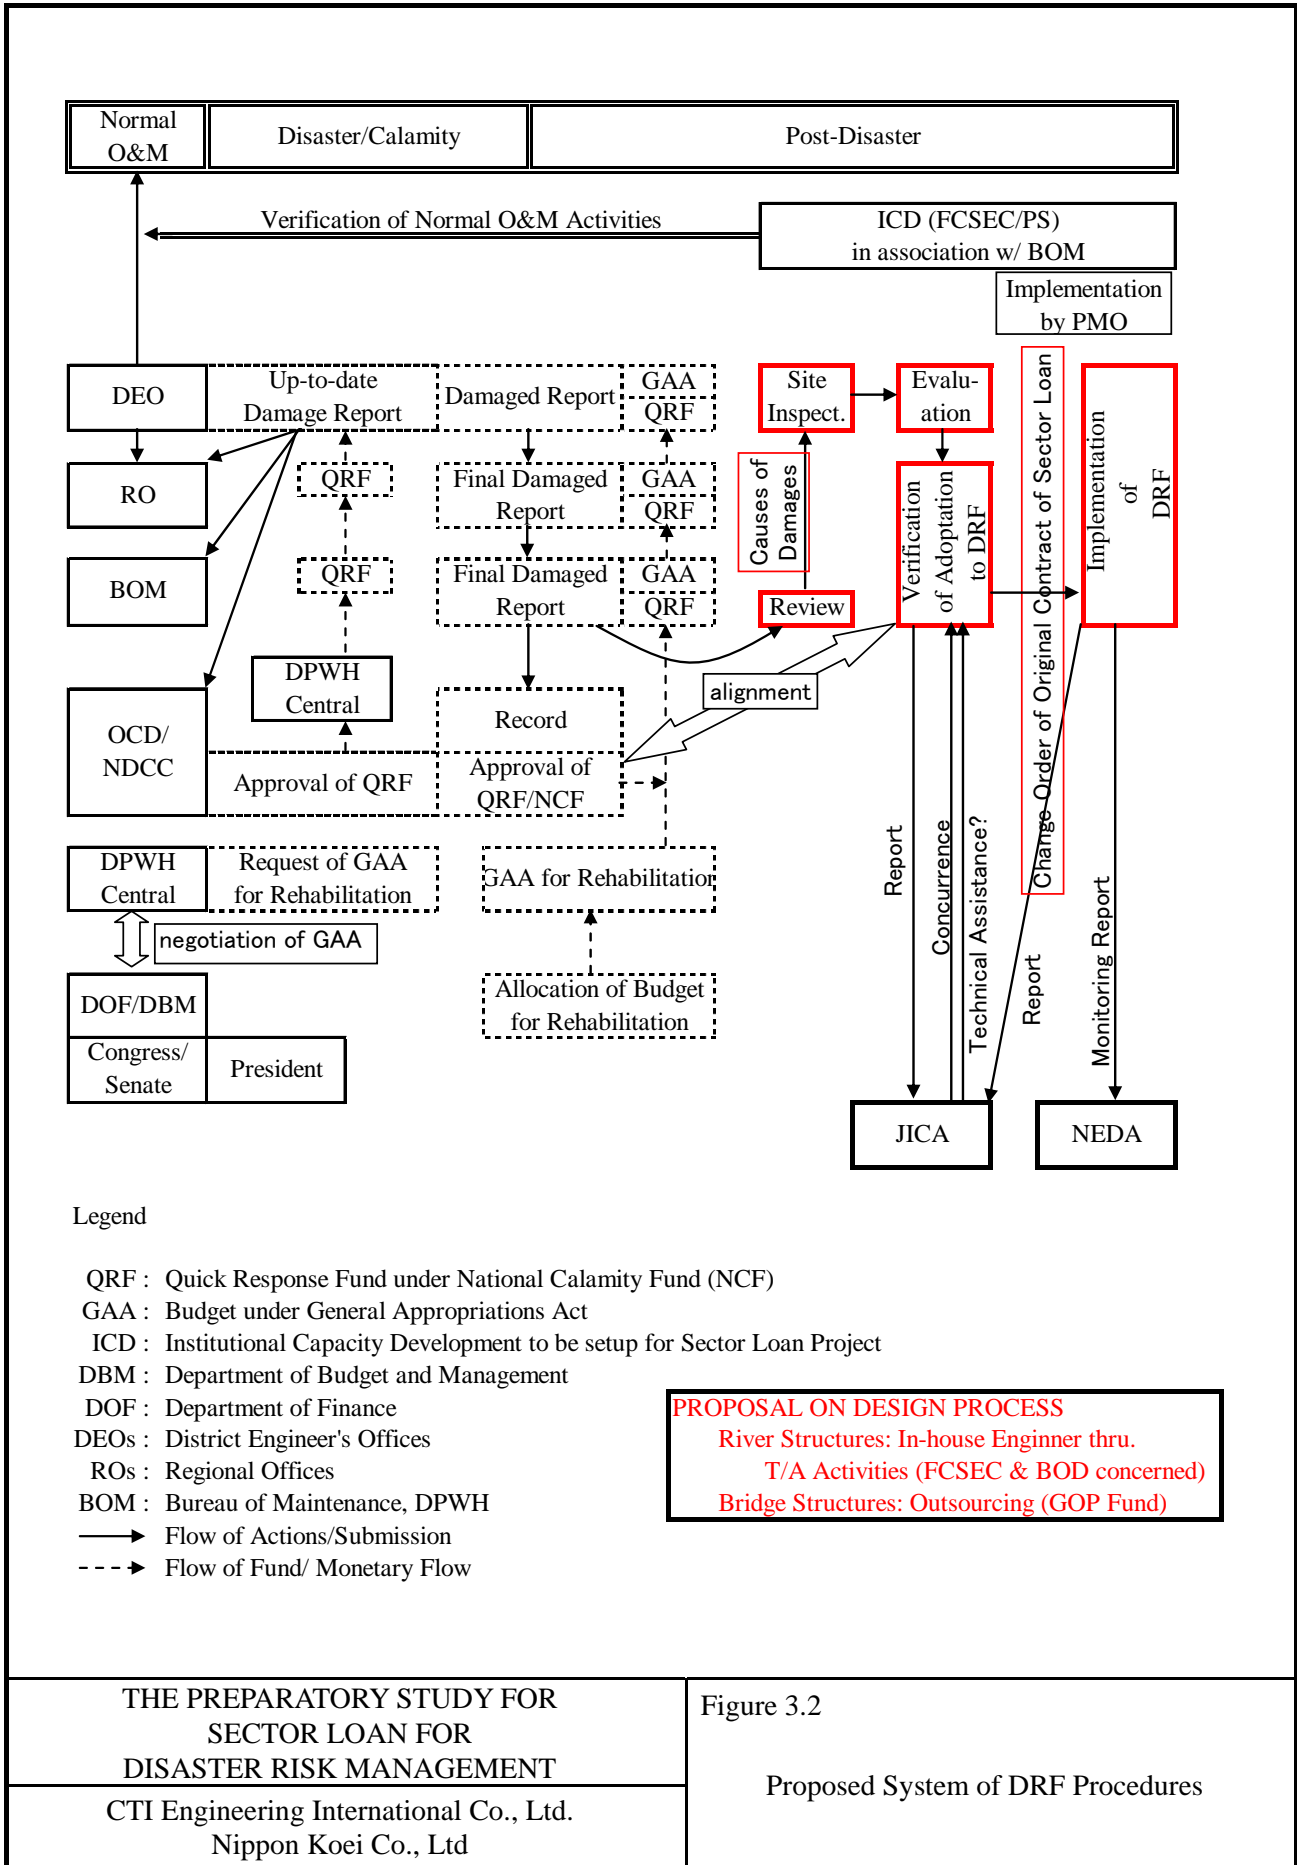 Normal
O&M
Disaster/Calamity
Post-Disaster
Verification of Normal O&M Activities
ICD (FCSEC/PS)
in association w/ BOM
Implementation
by PMO
DEO
Up-to-date
Damage Report
Damaged Report
GAA
QRF
Site
Inspect.
Evalu-
ation
RO
QRF
Final Damaged
Report
GAA
QRF
Causes of
Damages
Verification
of Adoptation
to DRF
Change Order of Original Contract of Sector Loan
Implementation
of
DRF
BOM
QRF
Final Damaged
Report
GAA
QRF
Review
DPWH
Central
alignment
OCD/
NDCC
Record
Approval of QRF
Approval of
QRF/NCF
DPWH
Central
Request of GAA
for Rehabilitation
GAA for Rehabilitation
Report
Concurrence
Technical Assistance?
Report
Monitoring Report
negotiation of GAA
DOF/DBM
Allocation of Budget
for Rehabilitation
Congress/
Senate
President
JICA
NEDA
Legend
QRF : Quick Response Fund under National Calamity Fund (NCF)
GAA : Budget under General Appropriations Act
ICD : Institutional Capacity Development to be setup for Sector Loan Project
DBM : Department of Budget and Management
DOF : Department of Finance
DEOs : District Engineer's Offices
ROs : Regional Offices
BOM : Bureau of Maintenance, DPWH
Flow of Actions/Submission
Flow of Fund/ Monetary Flow
PROPOSAL ON DESIGN PROCESS
River Structures: In-house Enginner thru.
T/A Activities (FCSEC & BOD concerned)
Bridge Structures: Outsourcing (GOP Fund)
THE PREPARATORY STUDY FOR
SECTOR LOAN FOR
DISASTER RISK MANAGEMENT
CTI Engineering International Co., Ltd.
Nippon Koei Co., Ltd
Figure 3.2
Proposed System of DRF Procedures